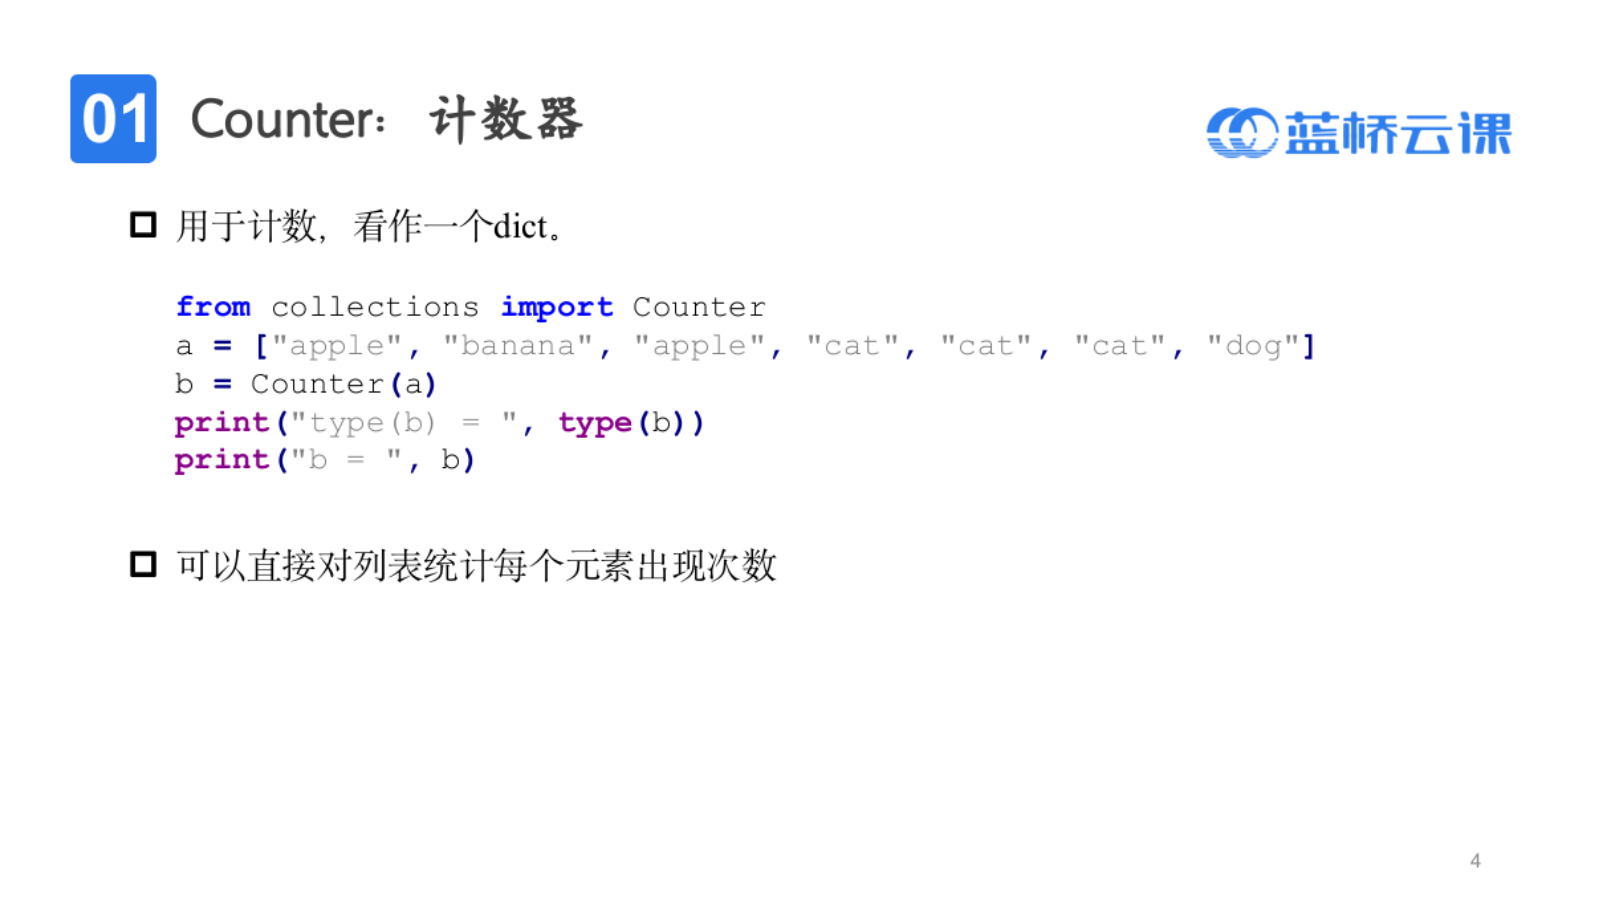 01 Counter： 计数器
蓝桥云课
用于计数，看作一个dict。
from collections import Counter
a = ["apple", "banana", "apple", "cat", "cat", "cat", "dog"]
b = Counter(a)
print("type(b) = ", type(b))
print("b = ", b)
可以直接对列表统计每个元素出现次数
4